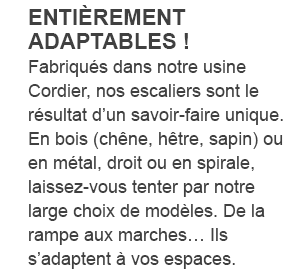 ENTIÈREMENT
ADAPTABLES !
Fabriqués dans notre usine
Cordier, nos escaliers sont le
résultat d’un savoir-faire unique.
En bois (chêne, hêtre, sapin) ou
en métal, droit ou en spirale,
laissez-vous tenter par notre
large choix de modèles. De la
rampe aux marches… Ils
s’adaptent à vos espaces.